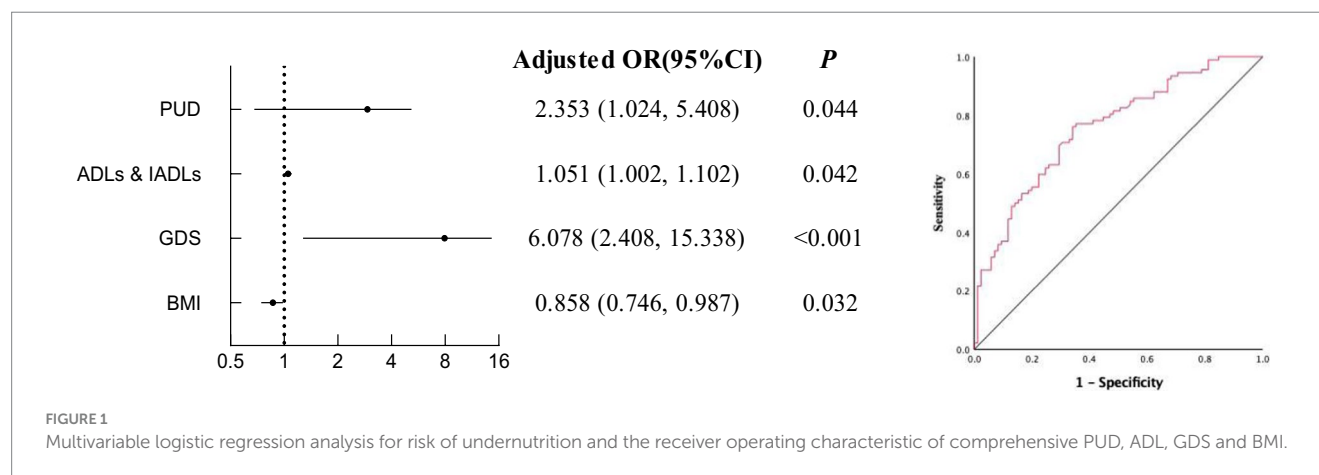 Adjusted OR(95%CI) P
PUD 2.353 (1.024, 5.408) 0.044
ADLs & IADLs 1.051 (1.002, 1.102) 0.042
GDS 6.078 (2.408, 15.338) <0.001
BMI 0.858 (0.746, 0.987) 0.032
0.5 1 2 4 8 16
Sensitivity
1.0
0.8
0.6
0.4
0.2
0.0
0.0 0.2 0.4 0.6 0.8 1.0
1 - Specificity
FIGURE 1
Multivariable logistic regression analysis for risk of undernutrition and the receiver operating characteristic of comprehensive PUD, ADL, GDS and BMI.